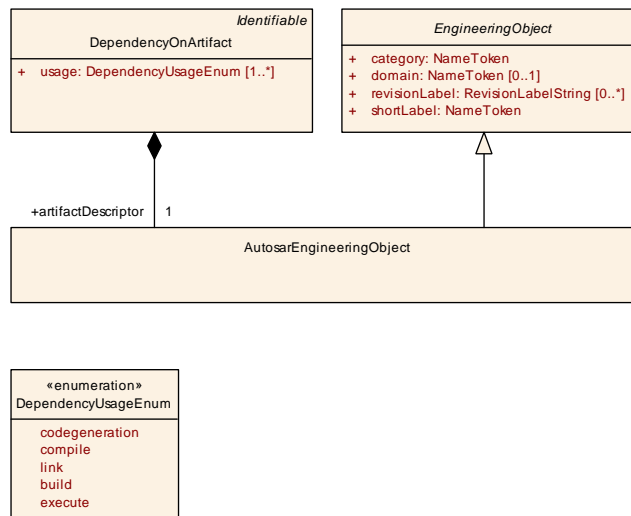 Identifiable
DependencyOnArtifact
+ usage: DependencyUsageEnum [1..*]
EngineeringObject
+ category: NameToken
+ domain: NameToken [0..1]
+ revisionLabel: RevisionLabelString [0..*]
+ shortLabel: NameToken
+artifactDescriptor 1
AutosarEngineeringObject
«enumeration»
DependencyUsageEnum
codegeneration
compile
link
build
execute